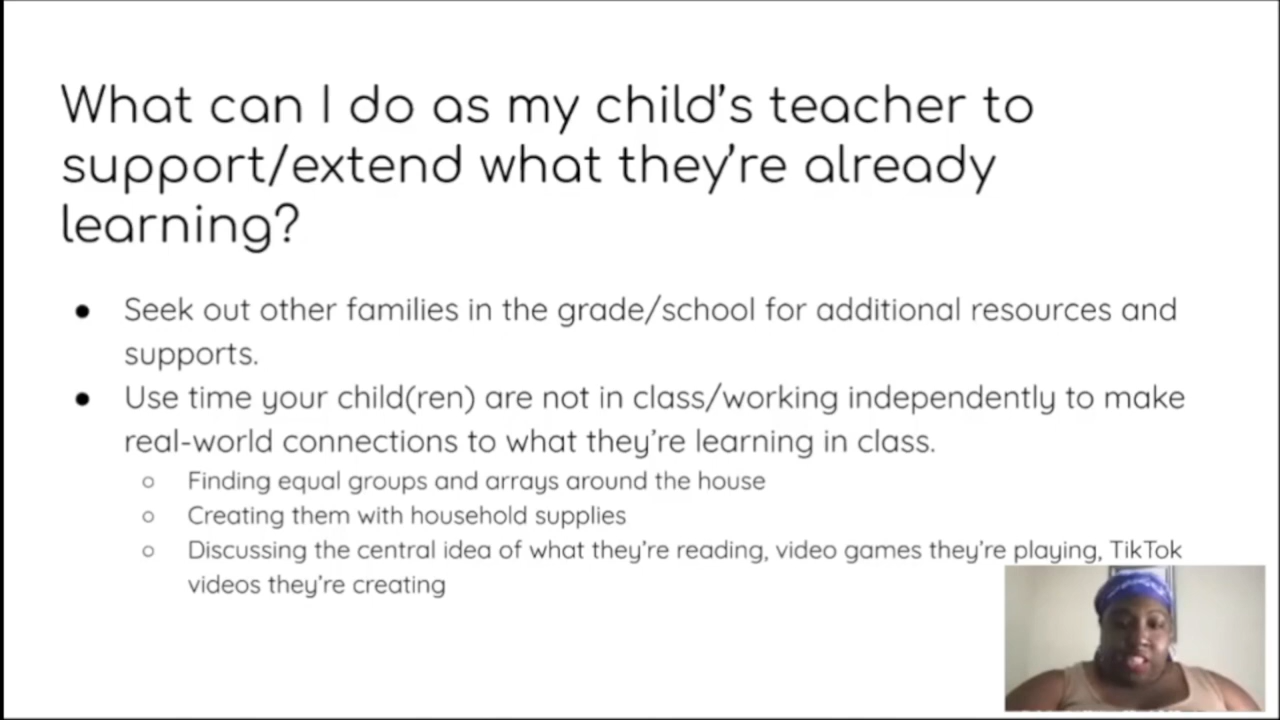 What can I do as my child’s teacher to
support/extend what they’re already
learning?
● Seek out other families in the grade/school for additional resources and
supports.
● Use time your child(ren) are not in class/working independently to make
real-world connections to what they’re learning in class.
○ Finding equal groups and arrays around the house
○ Creating them with household supplies
○ Discussing the central idea of what they’re reading, video games they’re playing, TikTok
videos they’re creating